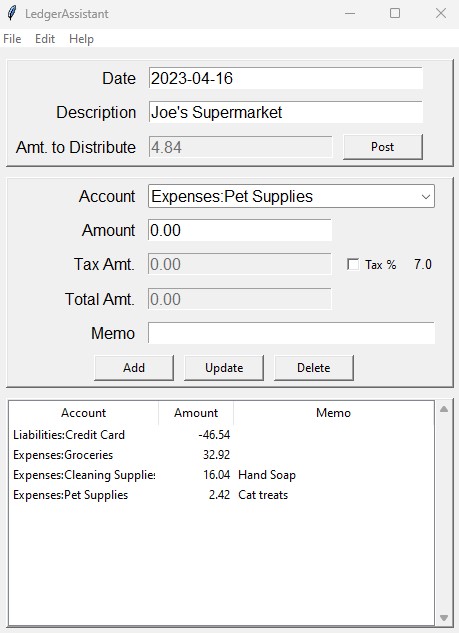 LedgerAssistant
File Edit Help
Date 2023-04-16
Description Joe's Supermarket
Amt. to Distribute 4.84 Post
Account Expenses:Pet Supplies
Amount 0.00
Tax Amt. 0.00 Tax % 7.0
Total Amt. 0.00
Memo
Add Update Delete
Account Amount Memo
Liabilities:Credit Card -46.54
Expenses:Groceries 32.92
Expenses:Cleaning Supplies 16.04 Hand Soap
Expenses:Pet Supplies 2.42 Cat treats